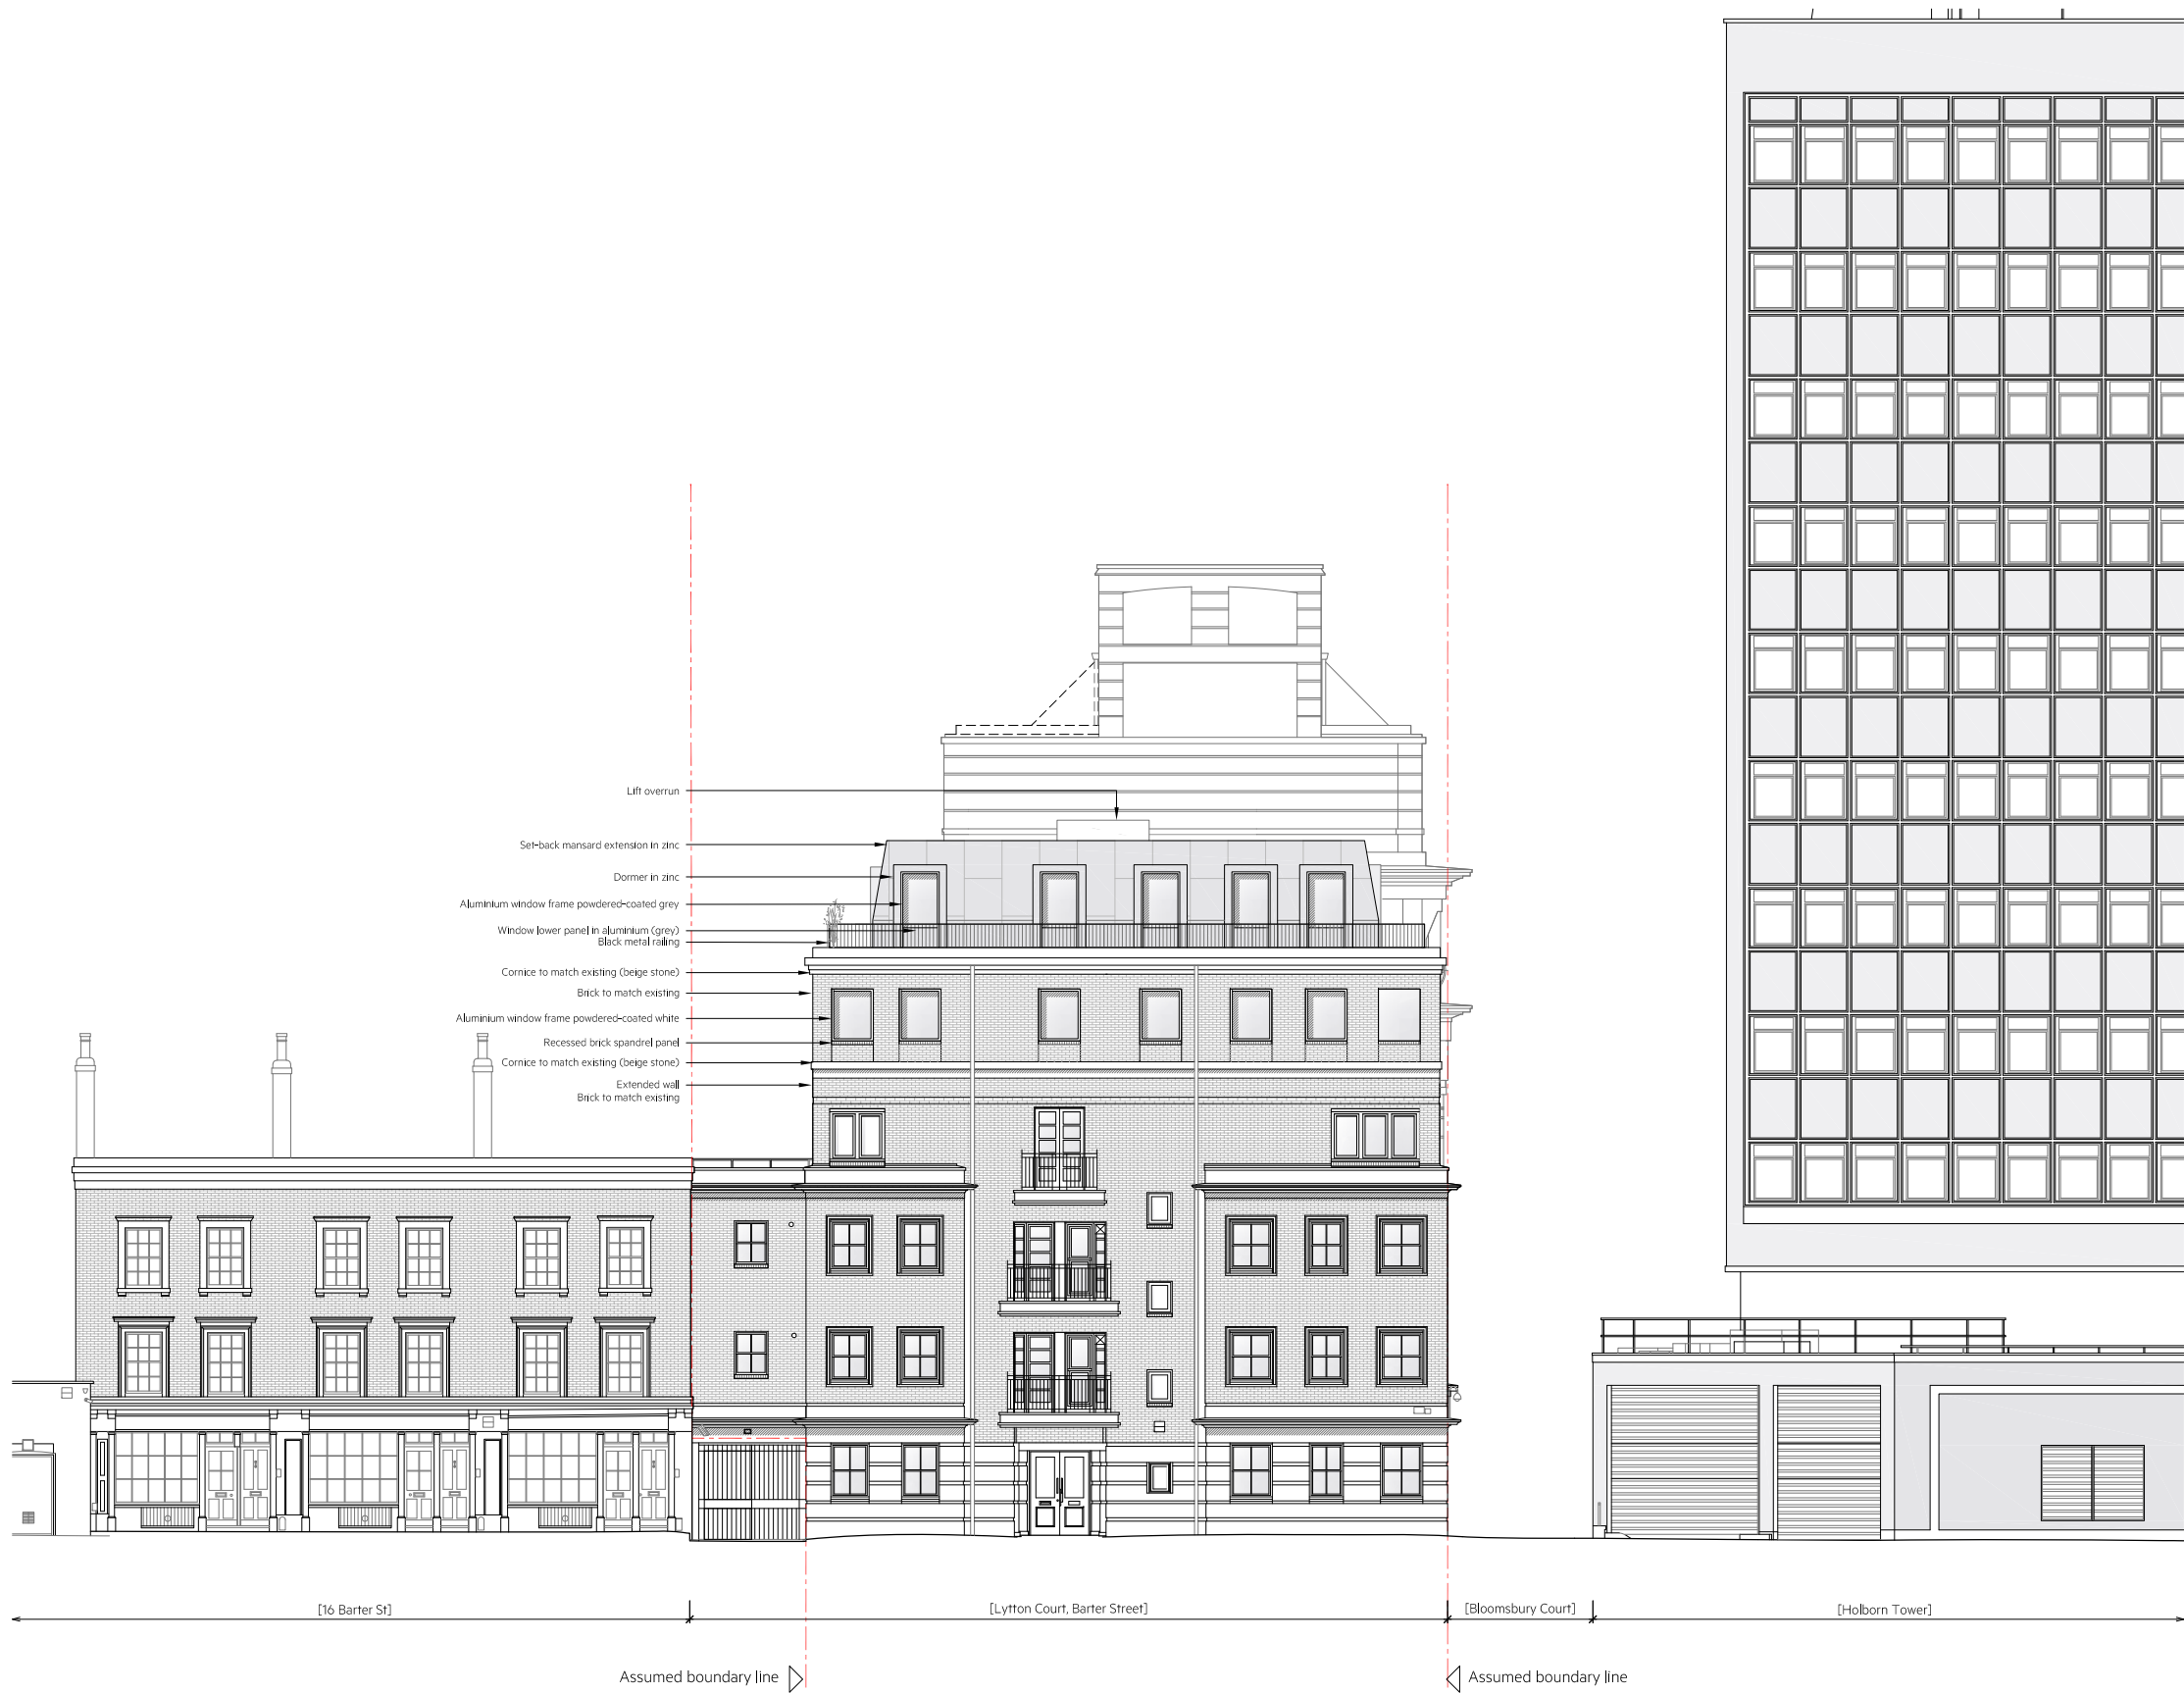 Lift overrun
Set-back mansard extension in zinc
Dormer in zinc
Aluminium window frame powdered-coated grey
Window lower panel in aluminium (grey)
Black metal railing
Cornice to match existing (beige stone)
Brick to match existing
Aluminium window frame powdered-coated white
Recessed brick spandrel panel
Cornice to match existing (beige stone)
Extended wall
Brick to match existing
[16 Barter St]
[Lytton Court, Barter Street]
[Bloomsbury Court]
[Holborn Tower]
Assumed boundary line
Assumed boundary line